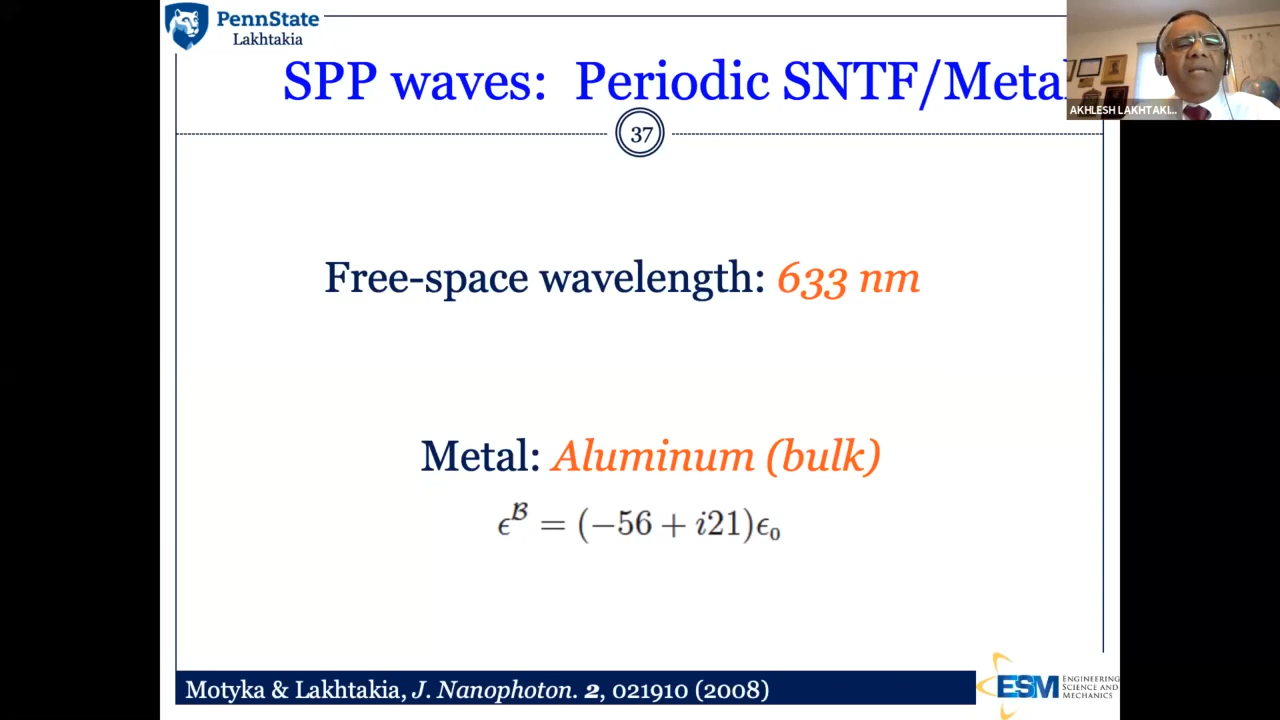 PennState
Lakhtakia
SPP waves: Periodic SNTF/Metal
AKHLESH LAKHTAKI...
37
Free-space wavelength: 633 nm
Metal: Aluminum (bulk)
ϵ^ℬ = (−56 + i21)ϵ₀
Motyka & Lakhtakia, J. Nanophoton. 2, 021910 (2008)
ESM ENGINEERING
SCIENCE AND
MECHANICS